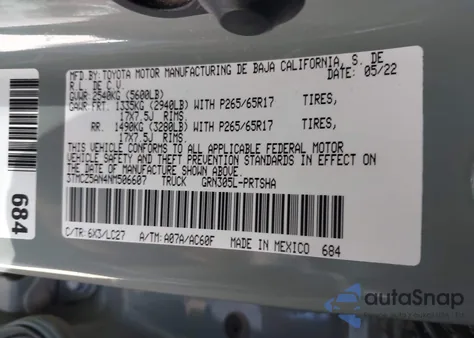 MFD.BY:TOYOTA MOTOR MANUFACTURING DE BAJA CALIFORNIA, S. DE
R.L. DE C.V. DATE: 05/22
GVWR 2540KG (5600LB)
GAWR FRT. 1335KG (2940LB) WITH P265/65R17 TIRES,
17X7.5J RIMS,
RR. 1490KG (3280LB) WITH P265/65R17 TIRES,
17X7.5J RIMS,
THIS VEHICLE CONFORMS TO ALL APPLICABLE FEDERAL MOTOR
VEHICLE SAFETY STANDARDS IN EFFECT ON
THE DATE OF MANUFACTURE SHOWN ABOVE.
3TMCZ5AN4NM506607 TRUCK GRN305L-PRTSHA
C/TR: 6X3/LC27 A/TM: A07A/AC60F MADE IN MEXICO 684
684
autoSnap